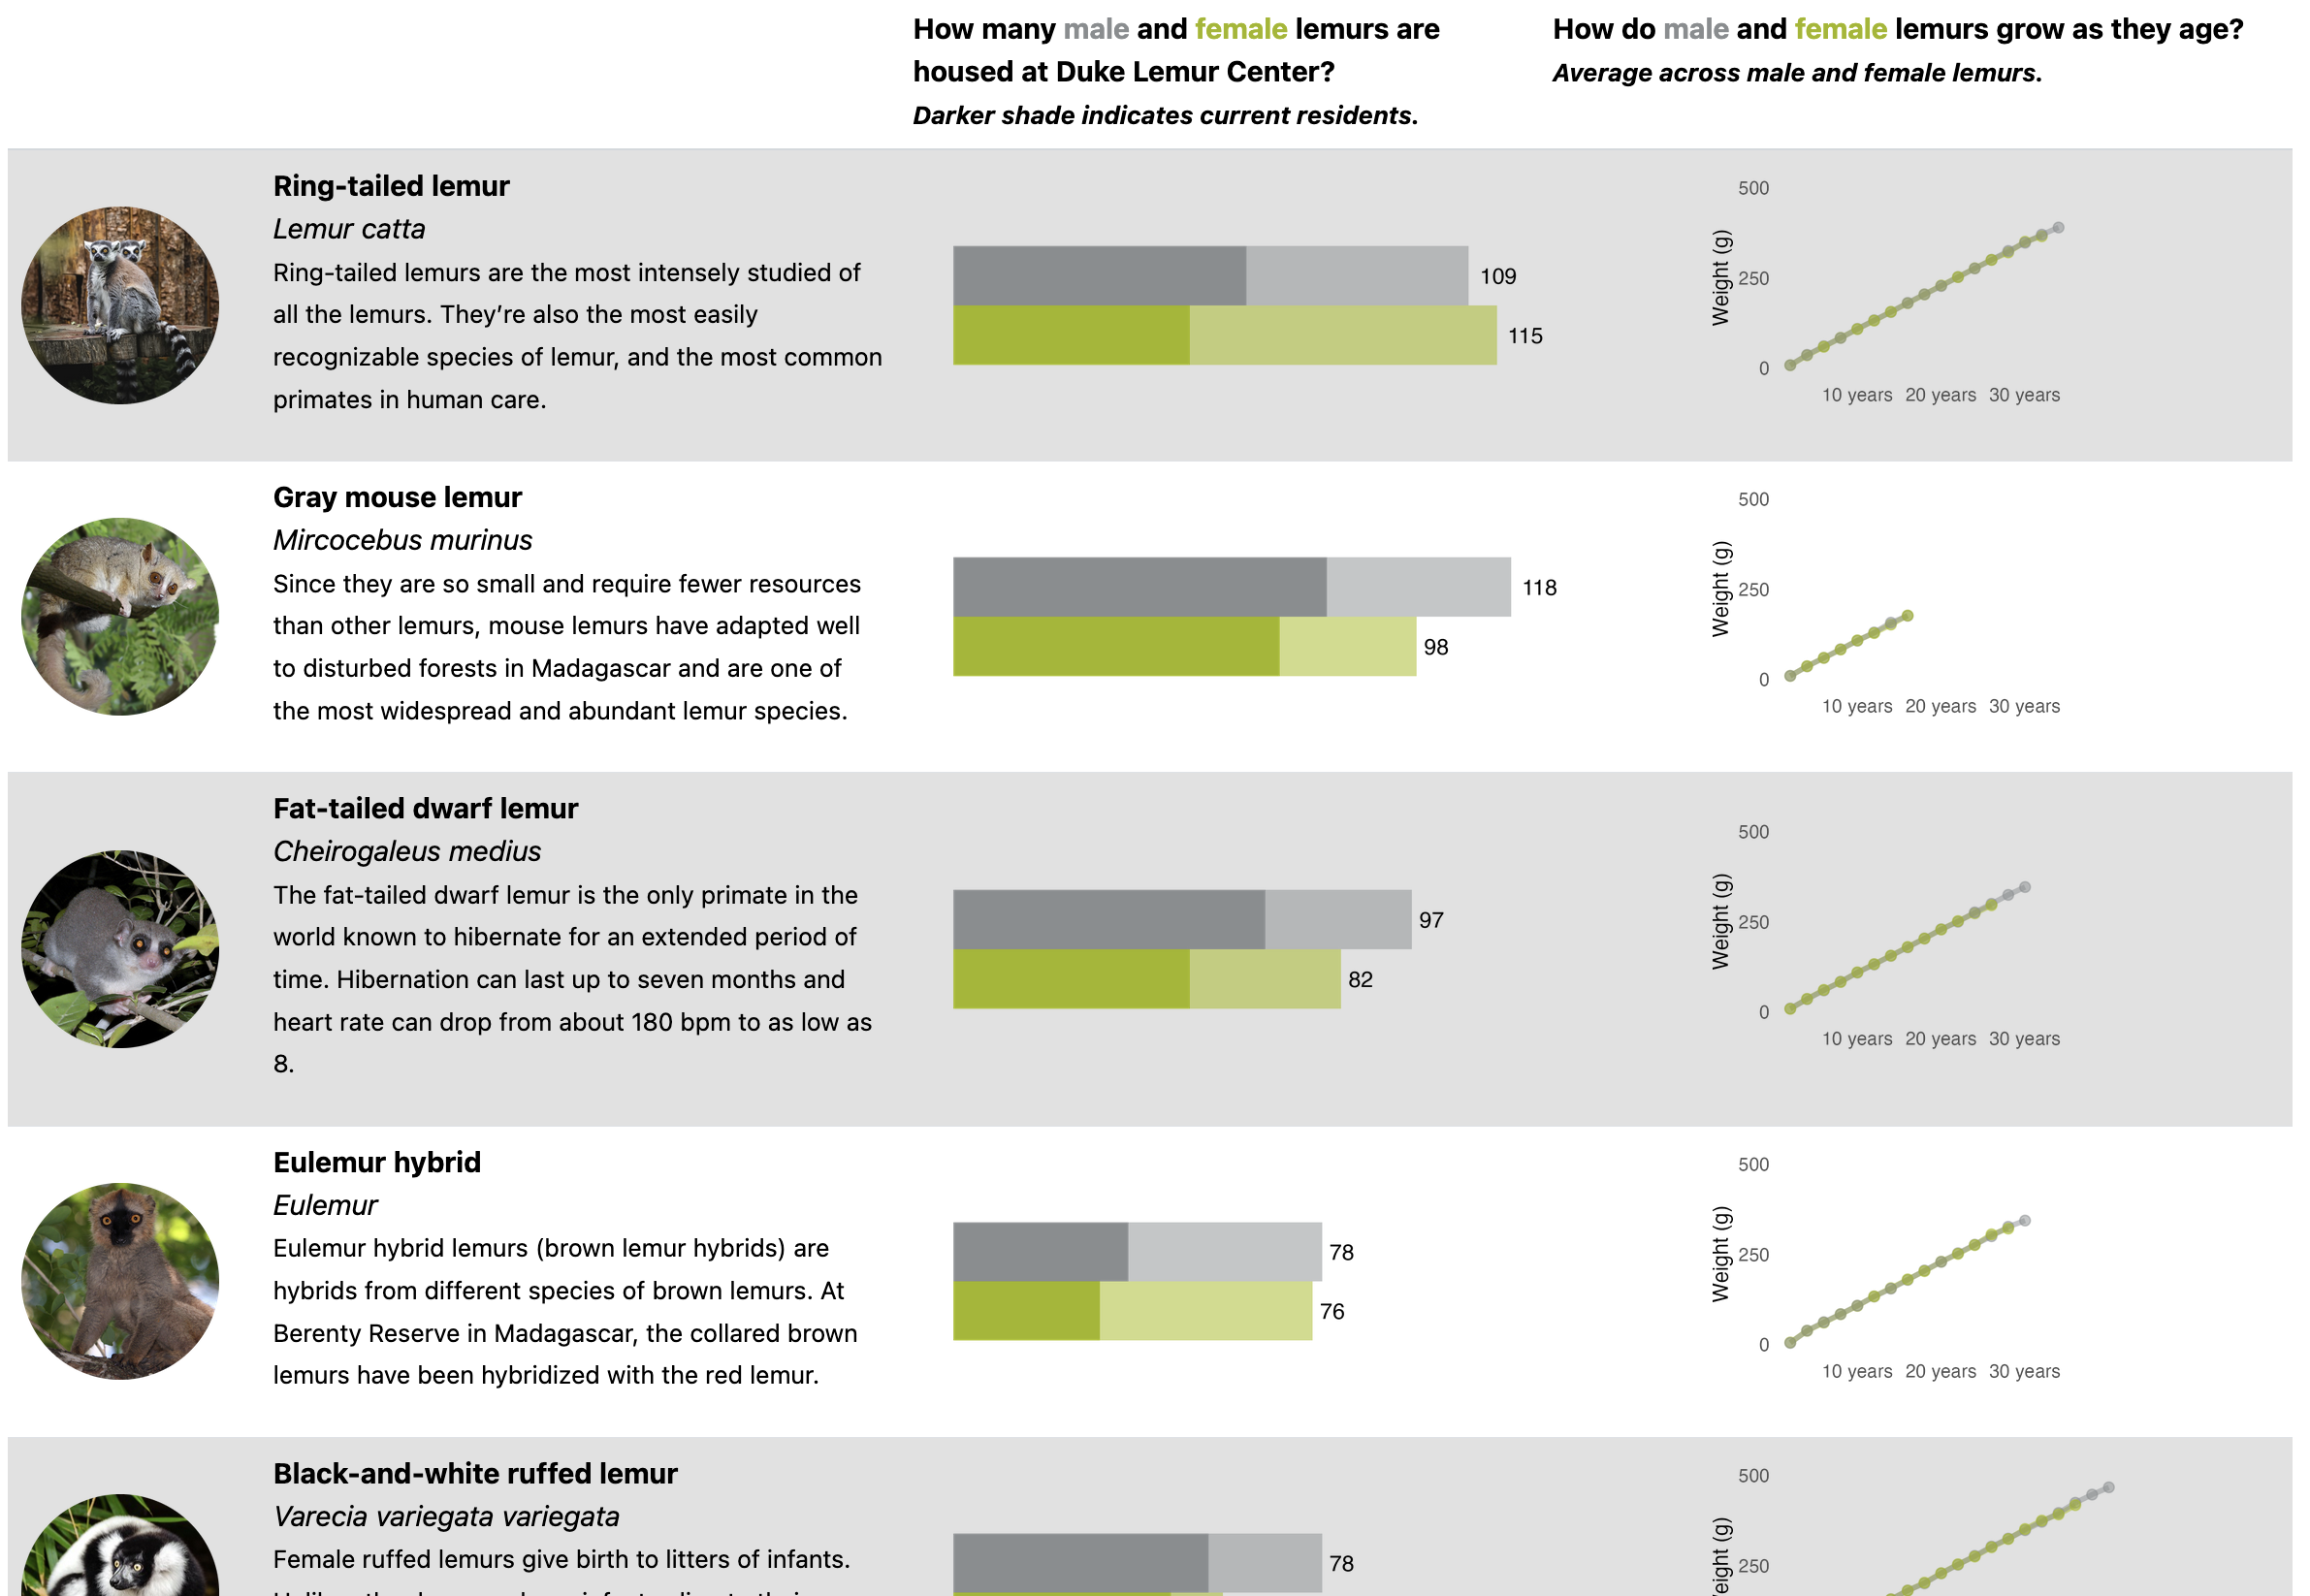 How many male and female lemurs are
housed at Duke Lemur Center?
Darker shade indicates current residents.
How do male and female lemurs grow as they age?
Average across male and female lemurs.
Ring-tailed lemur
Lemur catta
Ring-tailed lemurs are the most intensely studied of
all the lemurs. They’re also the most easily
recognizable species of lemur, and the most common
primates in human care.
109
115
Weight (g)
500
250
0
10 years 20 years 30 years
Gray mouse lemur
Mircocebus murinus
Since they are so small and require fewer resources
than other lemurs, mouse lemurs have adapted well
to disturbed forests in Madagascar and are one of
the most widespread and abundant lemur species.
118
98
Weight (g)
500
250
0
10 years 20 years 30 years
Fat-tailed dwarf lemur
Cheirogaleus medius
The fat-tailed dwarf lemur is the only primate in the
world known to hibernate for an extended period of
time. Hibernation can last up to seven months and
heart rate can drop from about 180 bpm to as low as
8.
97
82
Weight (g)
500
250
0
10 years 20 years 30 years
Eulemur hybrid
Eulemur
Eulemur hybrid lemurs (brown lemur hybrids) are
hybrids from different species of brown lemurs. At
Berenty Reserve in Madagascar, the collared brown
lemurs have been hybridized with the red lemur.
78
76
Weight (g)
500
250
0
10 years 20 years 30 years
Black-and-white ruffed lemur
Varecia variegata variegata
Female ruffed lemurs give birth to litters of infants.
78
eight (g)
500
250